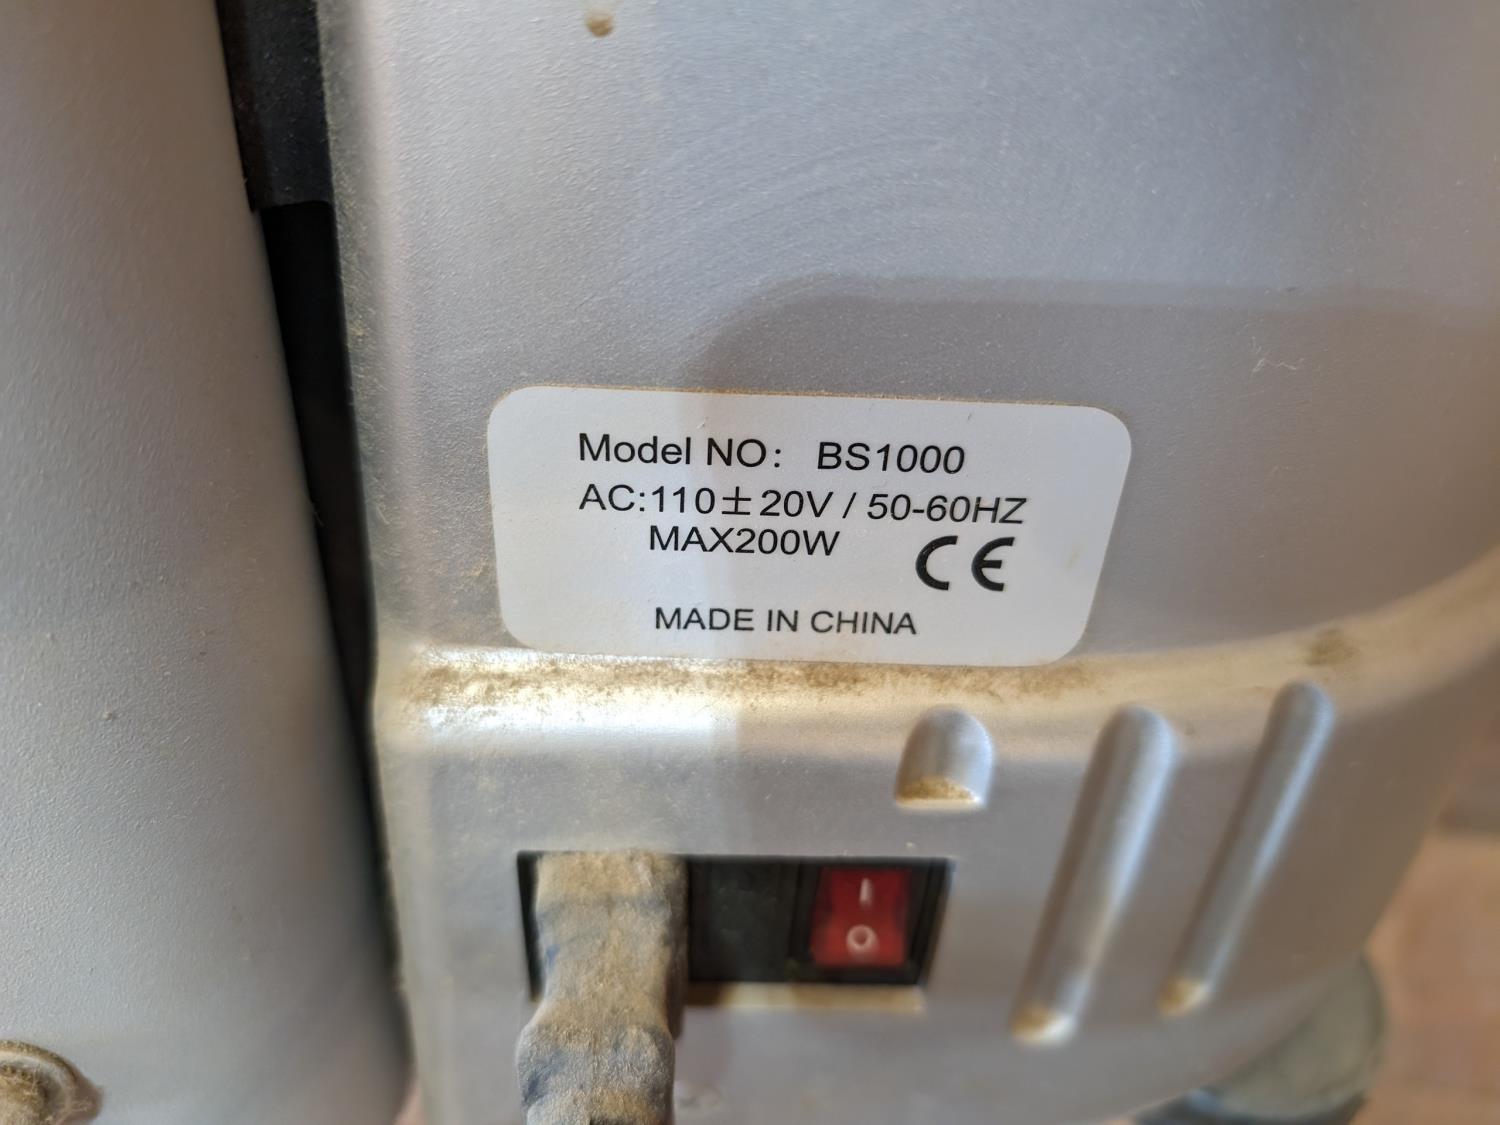 Model NO: BS1000
AC:110±20V / 50-60HZ
MAX200W
CE
MADE IN CHINA
I
O